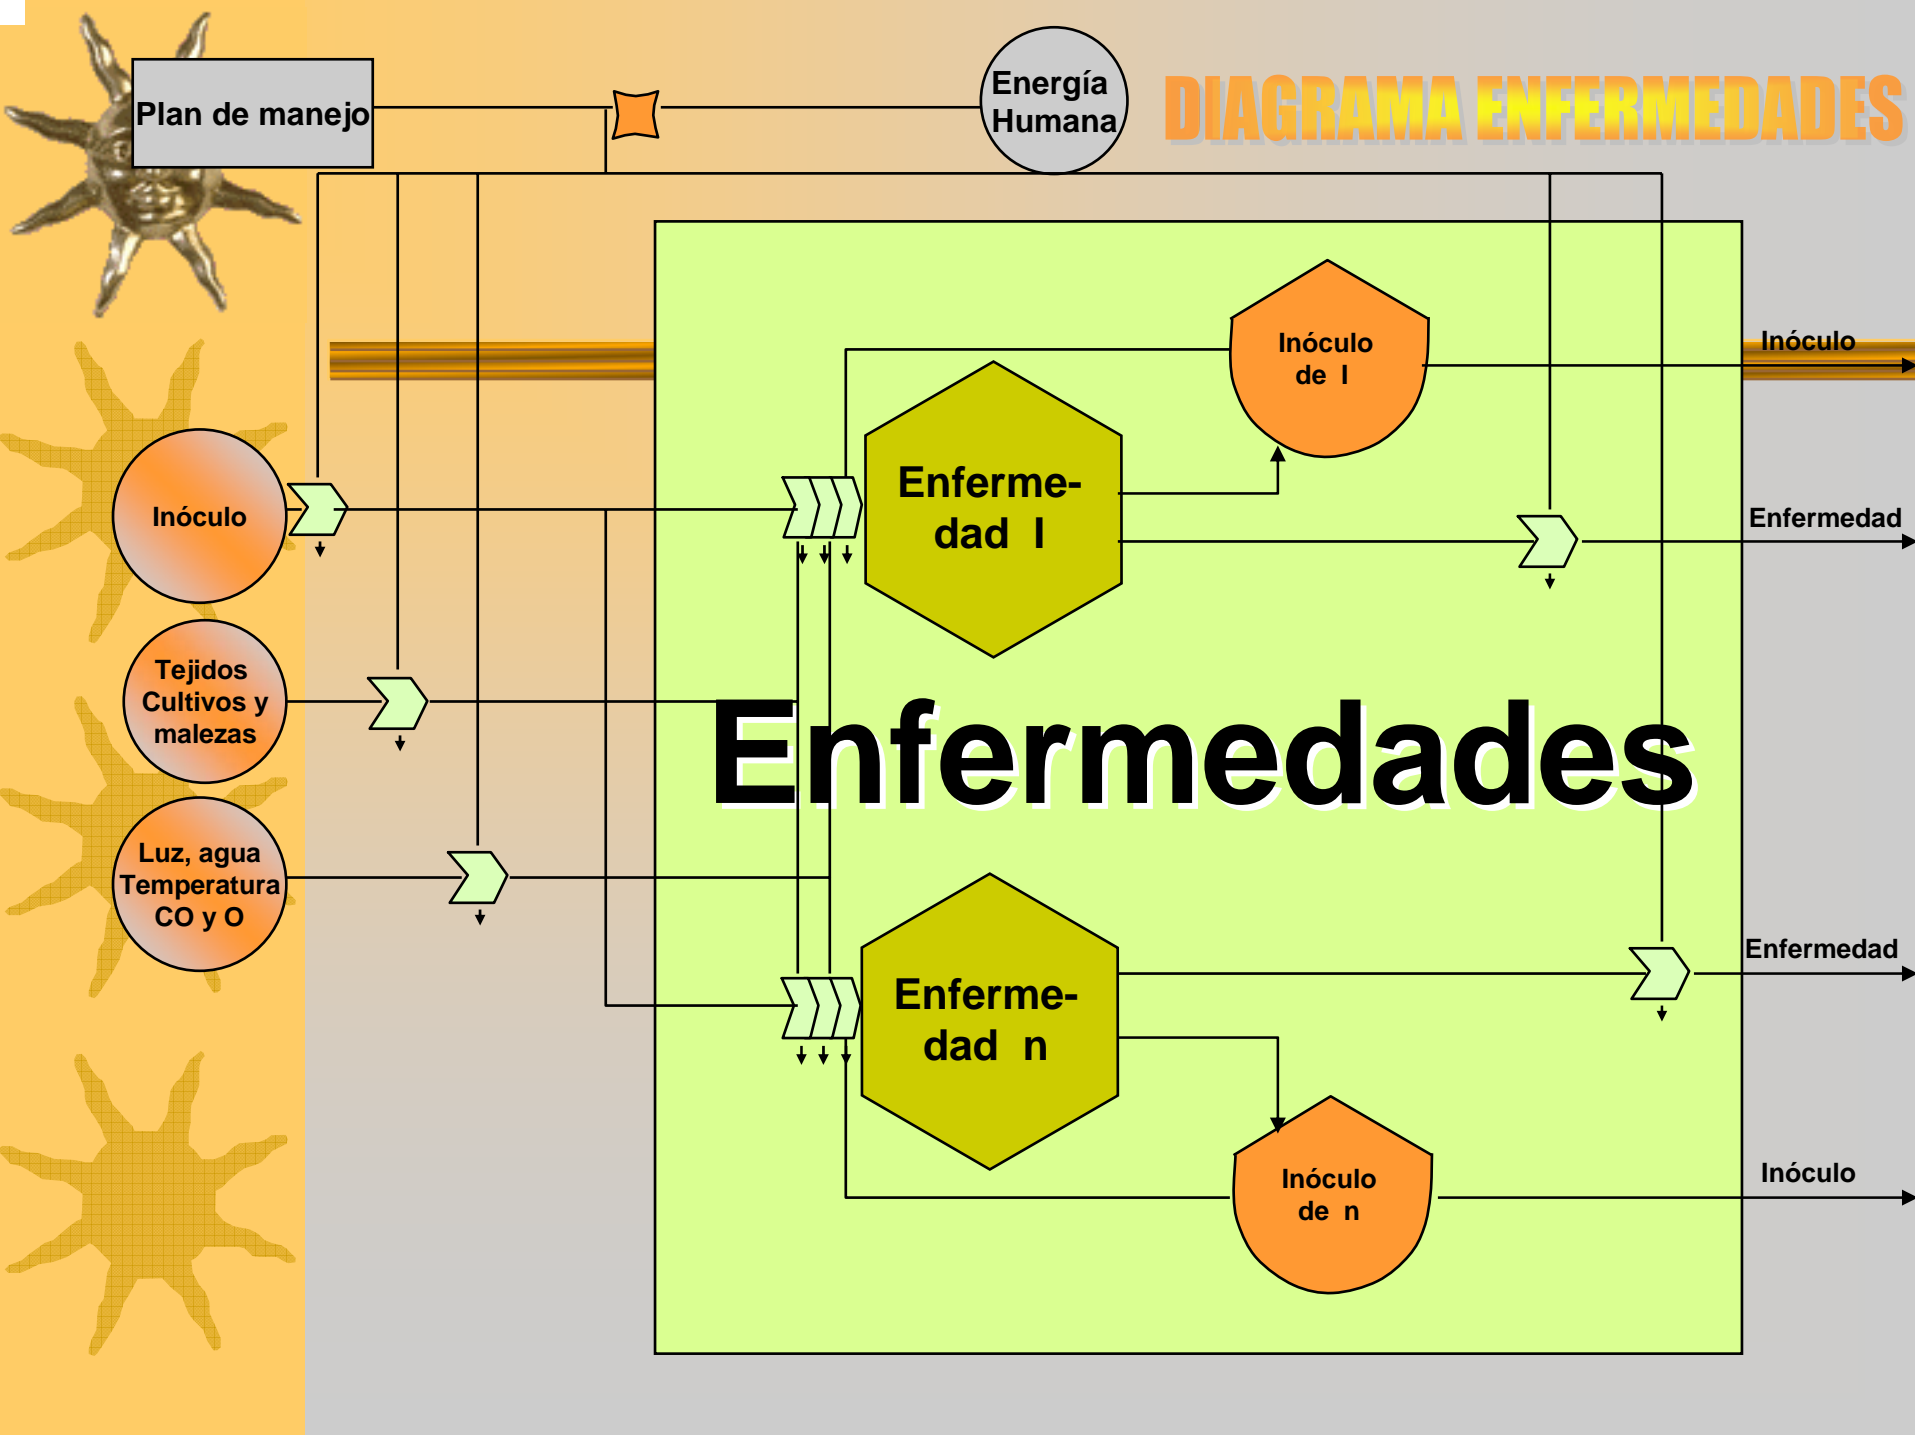 Plan de manejo
Energía
Humana
DIAGRAMA ENFERMEDADES
Inóculo
de I
Inóculo
Enferme-
dad I
Inóculo
Enfermedad
Tejidos
Cultivos y
malezas
Enfermedades
Luz, agua
Temperatura
CO y O
Enfermedad
Enferme-
dad n
Inóculo
de n
Inóculo